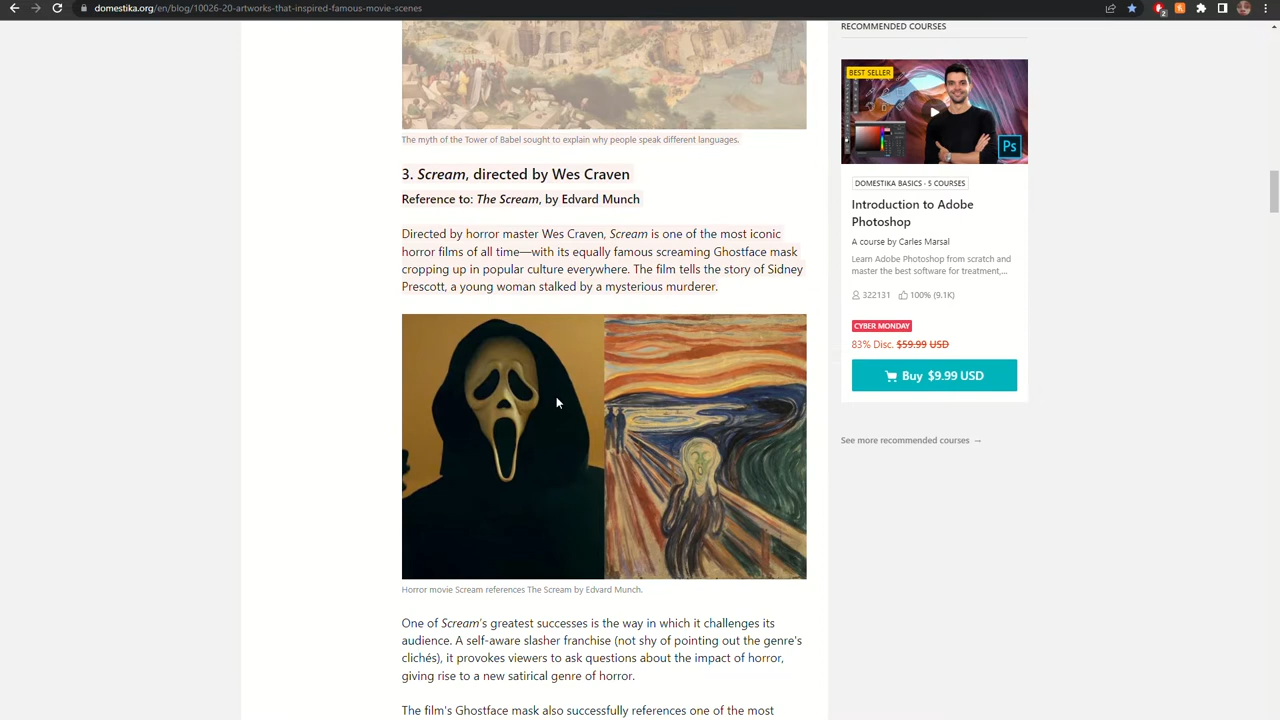 domestika.org/en/blog/10026-20-artworks-that-inspired-famous-movie-scenes
2
The myth of the Tower of Babel sought to explain why people speak different languages.
3. Scream, directed by Wes Craven
Reference to: The Scream, by Edvard Munch
Directed by horror master Wes Craven, Scream is one of the most iconic
horror films of all time—with its equally famous screaming Ghostface mask
cropping up in popular culture everywhere. The film tells the story of Sidney
Prescott, a young woman stalked by a mysterious murderer.
Horror movie Scream references The Scream by Edvard Munch.
One of Scream's greatest successes is the way in which it challenges its
audience. A self-aware slasher franchise (not shy of pointing out the genre's
clichés), it provokes viewers to ask questions about the impact of horror,
giving rise to a new satirical genre of horror.
The film's Ghostface mask also successfully references one of the most
RECOMMENDED COURSES
BEST SELLER
Ps
DOMESTIKA BASICS · 5 COURSES
Introduction to Adobe
Photoshop
A course by Carles Marsal
Learn Adobe Photoshop from scratch and
master the best software for treatment,...
322131 100% (9.1K)
CYBER MONDAY
83% Disc. $59.99 USD
Buy $9.99 USD
See more recommended courses →